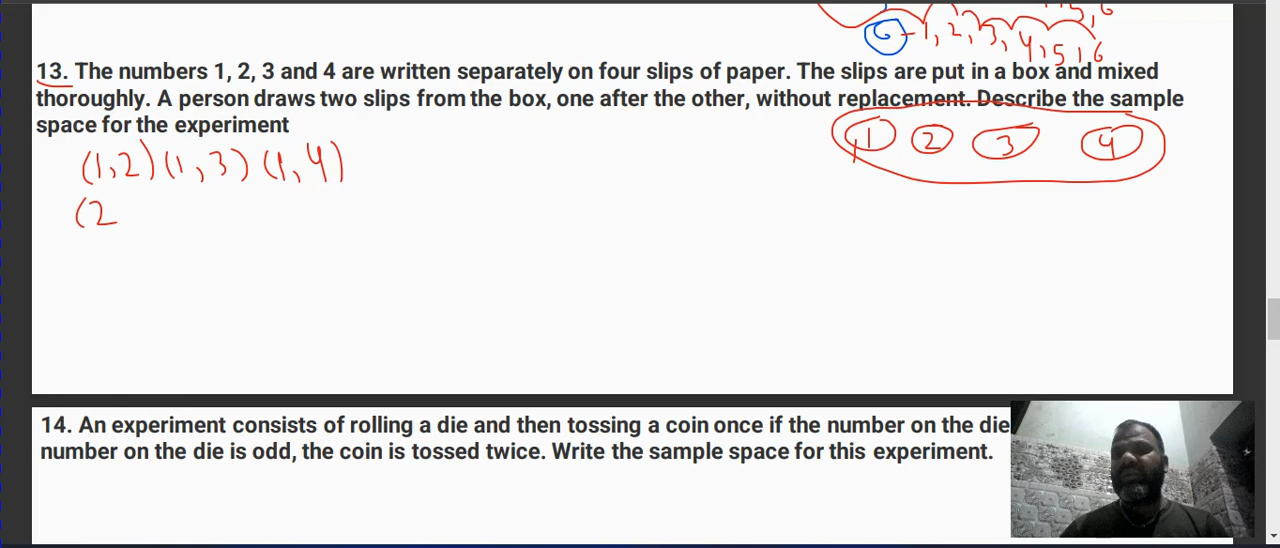 5, 6
6 - 1, 2, 3, 4, 5, 6
13. The numbers 1, 2, 3 and 4 are written separately on four slips of paper. The slips are put in a box and mixed
thoroughly. A person draws two slips from the box, one after the other, without replacement. Describe the sample
space for the experiment
1 2 3 4
(1,2) (1,3) (1,4)
(2
14. An experiment consists of rolling a die and then tossing a coin once if the number on the die
number on the die is odd, the coin is tossed twice. Write the sample space for this experiment.